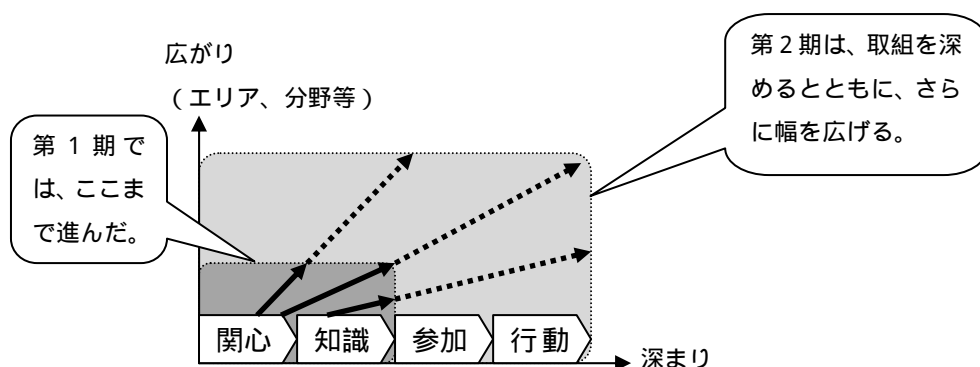 広がり
（エリア、分野等）
第１期で
は、ここま
で進んだ。
第２期は、取組を深
めるとともに、さら
に幅を広げる。
関心
知識
参加
行動
深まり